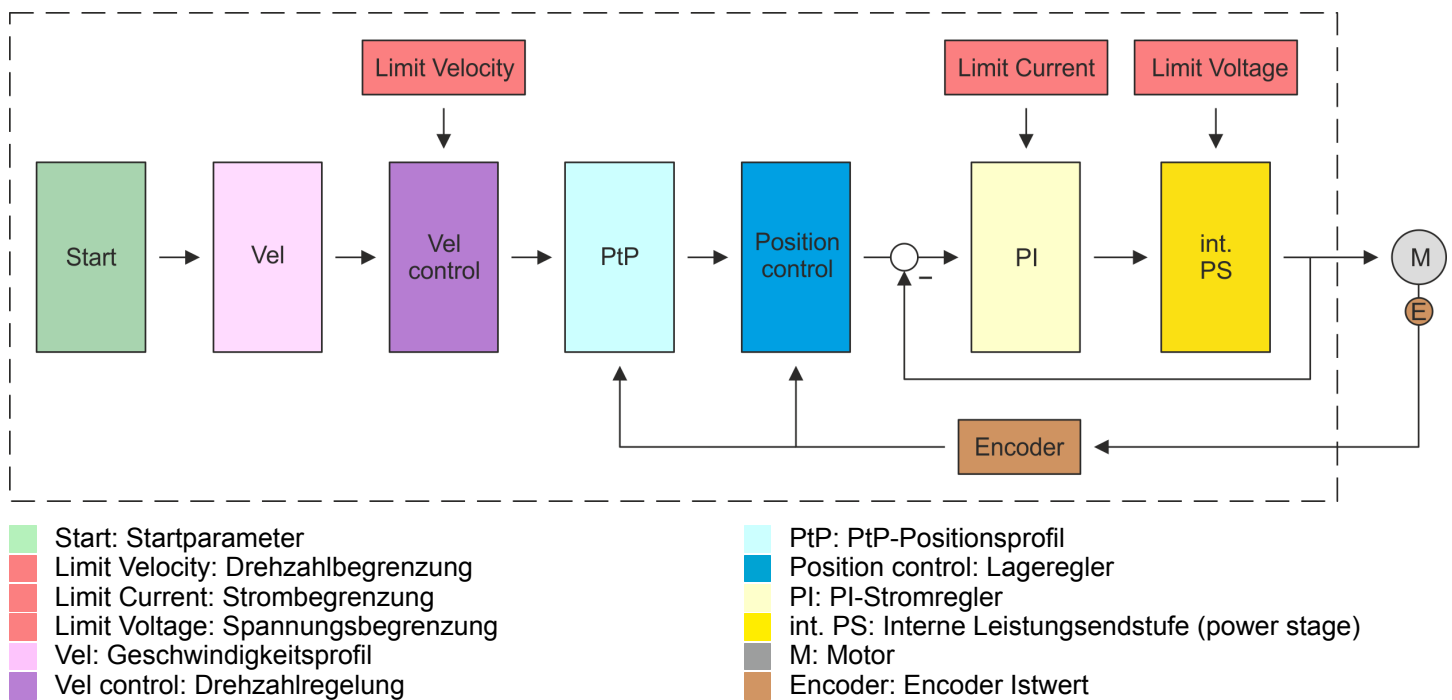 Limit Velocity
Limit Current
Limit Voltage
Start
Vel
Vel
control
PtP
Position
control
–
PI
int.
PS
M
E
Encoder
Start: Startparameter
Limit Velocity: Drehzahlbegrenzung
Limit Current: Strombegrenzung
Limit Voltage: Spannungsbegrenzung
Vel: Geschwindigkeitsprofil
Vel control: Drehzahlregelung
PtP: PtP-Positionsprofil
Position control: Lageregler
PI: PI-Stromregler
int. PS: Interne Leistungsendstufe (power stage)
M: Motor
Encoder: Encoder Istwert